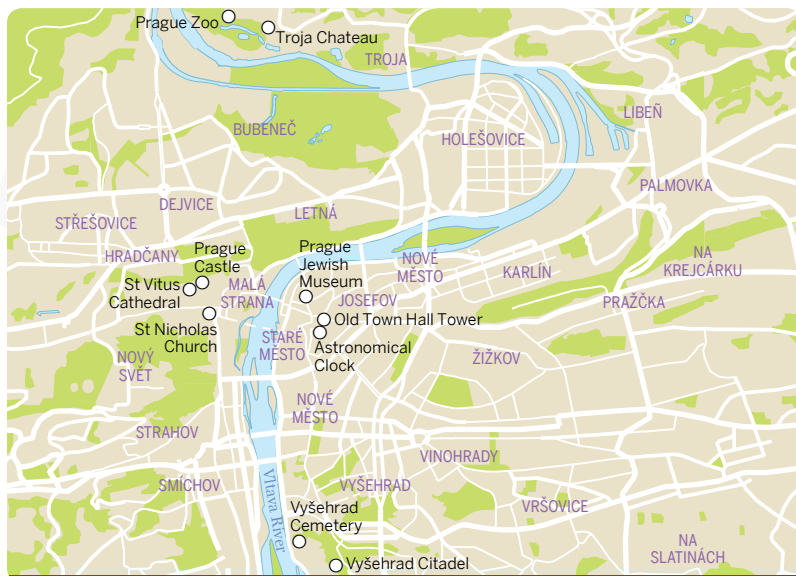 Prague Zoo
Troja Chateau
TROJA
LIBEŇ
BUBENEČ
HOLEŠOVICE
PALMOVKA
DEJVICE
LETNÁ
STŘEŠOVICE
HRADČANY
Prague
Castle
Prague
Jewish
Museum
NOVÉ
MĚSTO
KARLÍN
NA
KREJCÁRKU
St Vitus
Cathedral
MALÁ
STRANA
JOSEFOV
PRAŽČKA
St Nicholas
Church
Old Town Hall Tower
STARÉ
MĚSTO
Astronomical
Clock
NOVÝ
SVĚT
ŽIŽKOV
NOVÉ
MĚSTO
STRAHOV
VINOHRADY
SMÍCHOV
Vltava River
VYŠEHRAD
VRŠOVICE
Vyšehrad
Cemetery
NA
SLATINÁCH
Vyšehrad Citadel